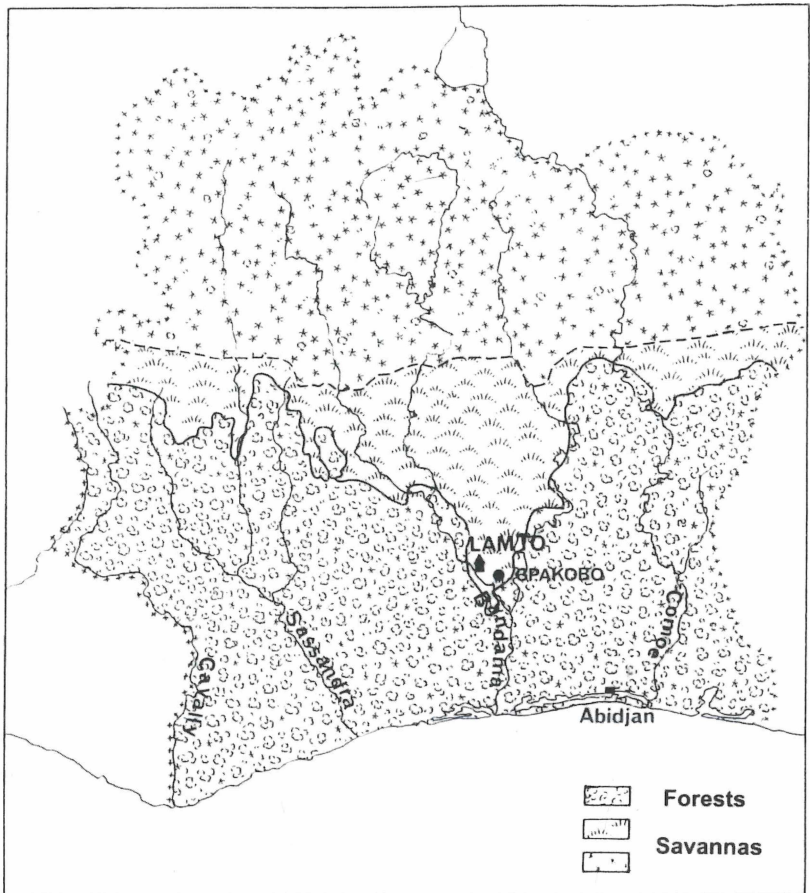 LAMTO
GPAKOBO
Bandama
Comoe
Sassandra
Cavally
Abidjan
Forests
Savannas